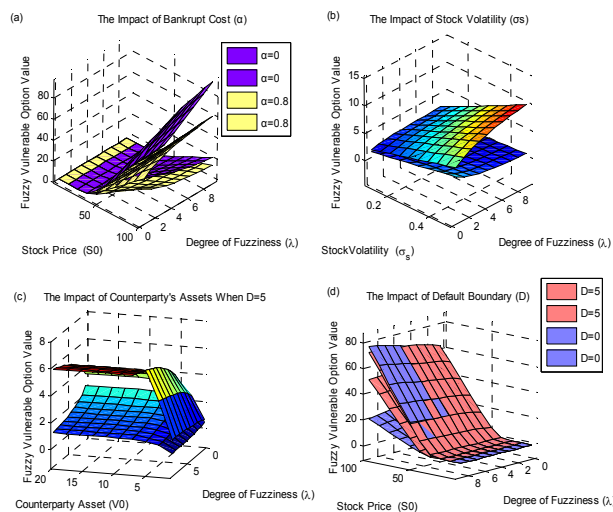 (a)
The Impact of Bankrupt Cost (α)
Fuzzy Vulnerable Option Value
80
60
40
20
0
50
100
0
2
4
6
8
Stock Price (S0)
Degree of Fuzziness (λ)
α=0
α=0
α=0.8
α=0.8
(b)
The Impact of Stock Volatility (σs)
Fuzzy Vulnerable Option Value
15
10
5
0
0.2
0.4
0
2
4
6
8
StockVolatility (σs)
Degree of Fuzziness (λ)
(c)
The Impact of Counterparty's Assets When D=5
Fuzzy Vulnerable Option Value
8
6
4
2
0
20
15
10
5
5
0
Counterparty Asset (V0)
Degree of Fuzziness (λ)
(d)
The Impact of Default Boundary (D)
Fuzzy Vulnerable Option Value
80
60
40
20
0
100
50
8
6
4
2
0
Stock Price (S0)
Degree of Fuzziness (λ)
D=5
D=5
D=0
D=0